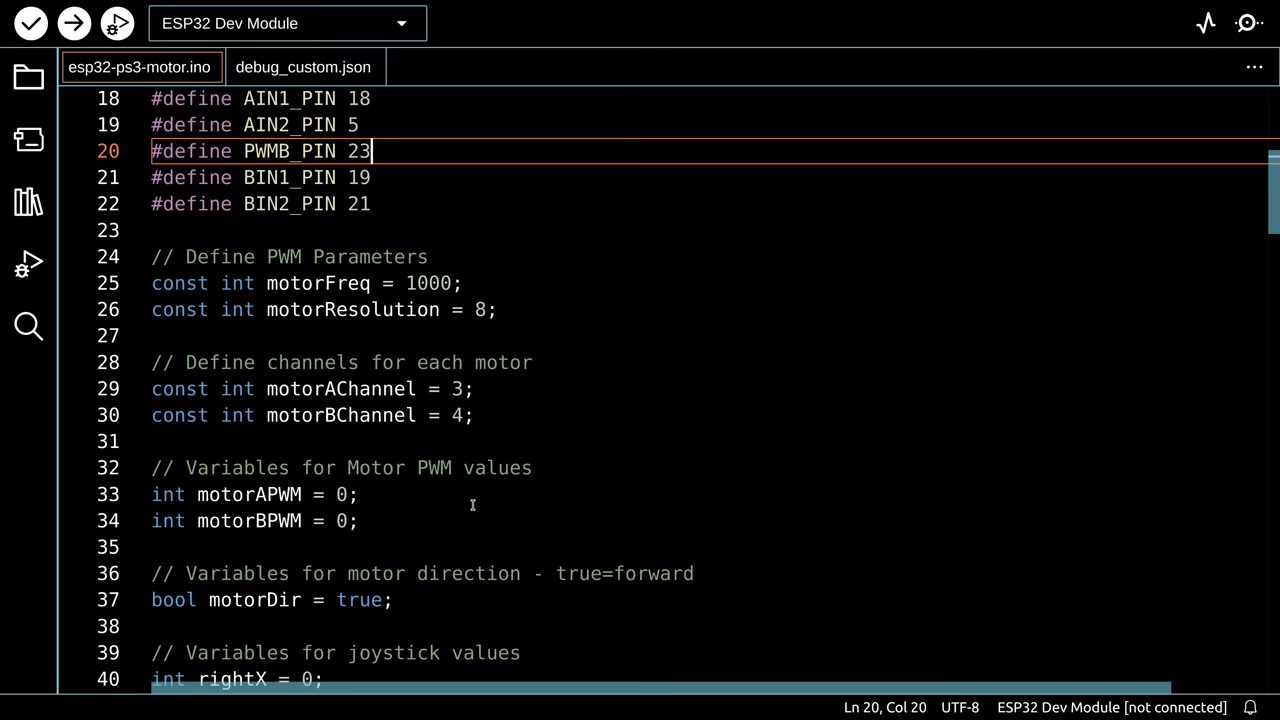 ESP32 Dev Module
esp32-ps3-motor.ino
debug_custom.json
18 #define AIN1_PIN 18
19 #define AIN2_PIN 5
20 #define PWMB_PIN 23
21 #define BIN1_PIN 19
22 #define BIN2_PIN 21
23
24 // Define PWM Parameters
25 const int motorFreq = 1000;
26 const int motorResolution = 8;
27
28 // Define channels for each motor
29 const int motorAChannel = 3;
30 const int motorBChannel = 4;
31
32 // Variables for Motor PWM values
33 int motorAPWM = 0;
34 int motorBPWM = 0;
35
36 // Variables for motor direction - true=forward
37 bool motorDir = true;
38
39 // Variables for joystick values
40 int rightX = 0;
Ln 20, Col 20 UTF-8 ESP32 Dev Module [not connected]